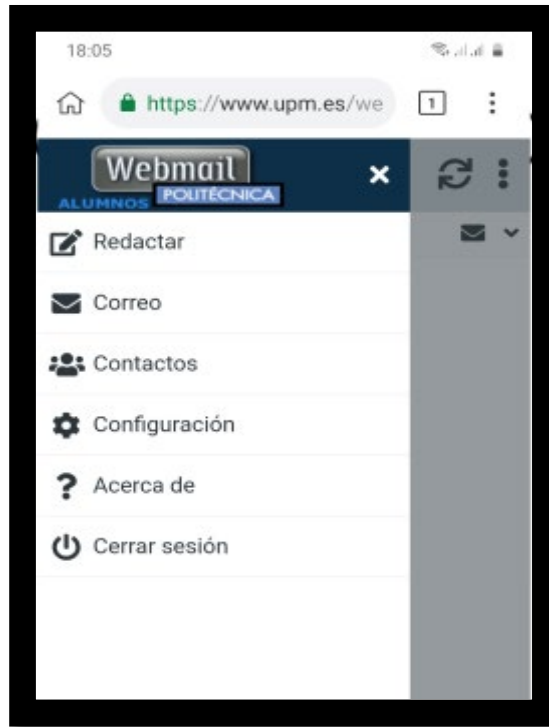 18:05
https://www.upm.es/we
1
Webmail
ALUMNOS POLITÉCNICA
Redactar
Correo
Contactos
Configuración
Acerca de
Cerrar sesión